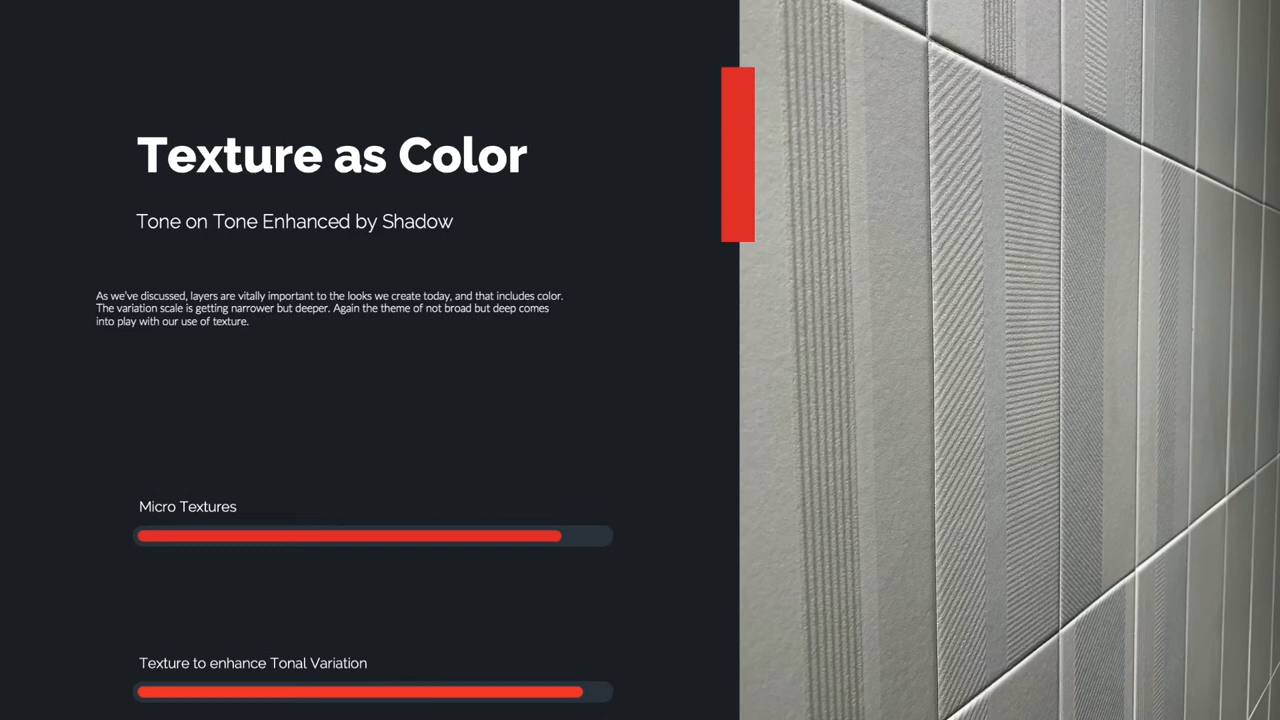 Texture as Color
Tone on Tone Enhanced by Shadow
As we've discussed, layers are vitally important to the looks we create today, and that includes color.
The variation scale is getting narrower but deeper. Again the theme of not broad but deep comes
into play with our use of texture.
Micro Textures
Texture to enhance Tonal Variation